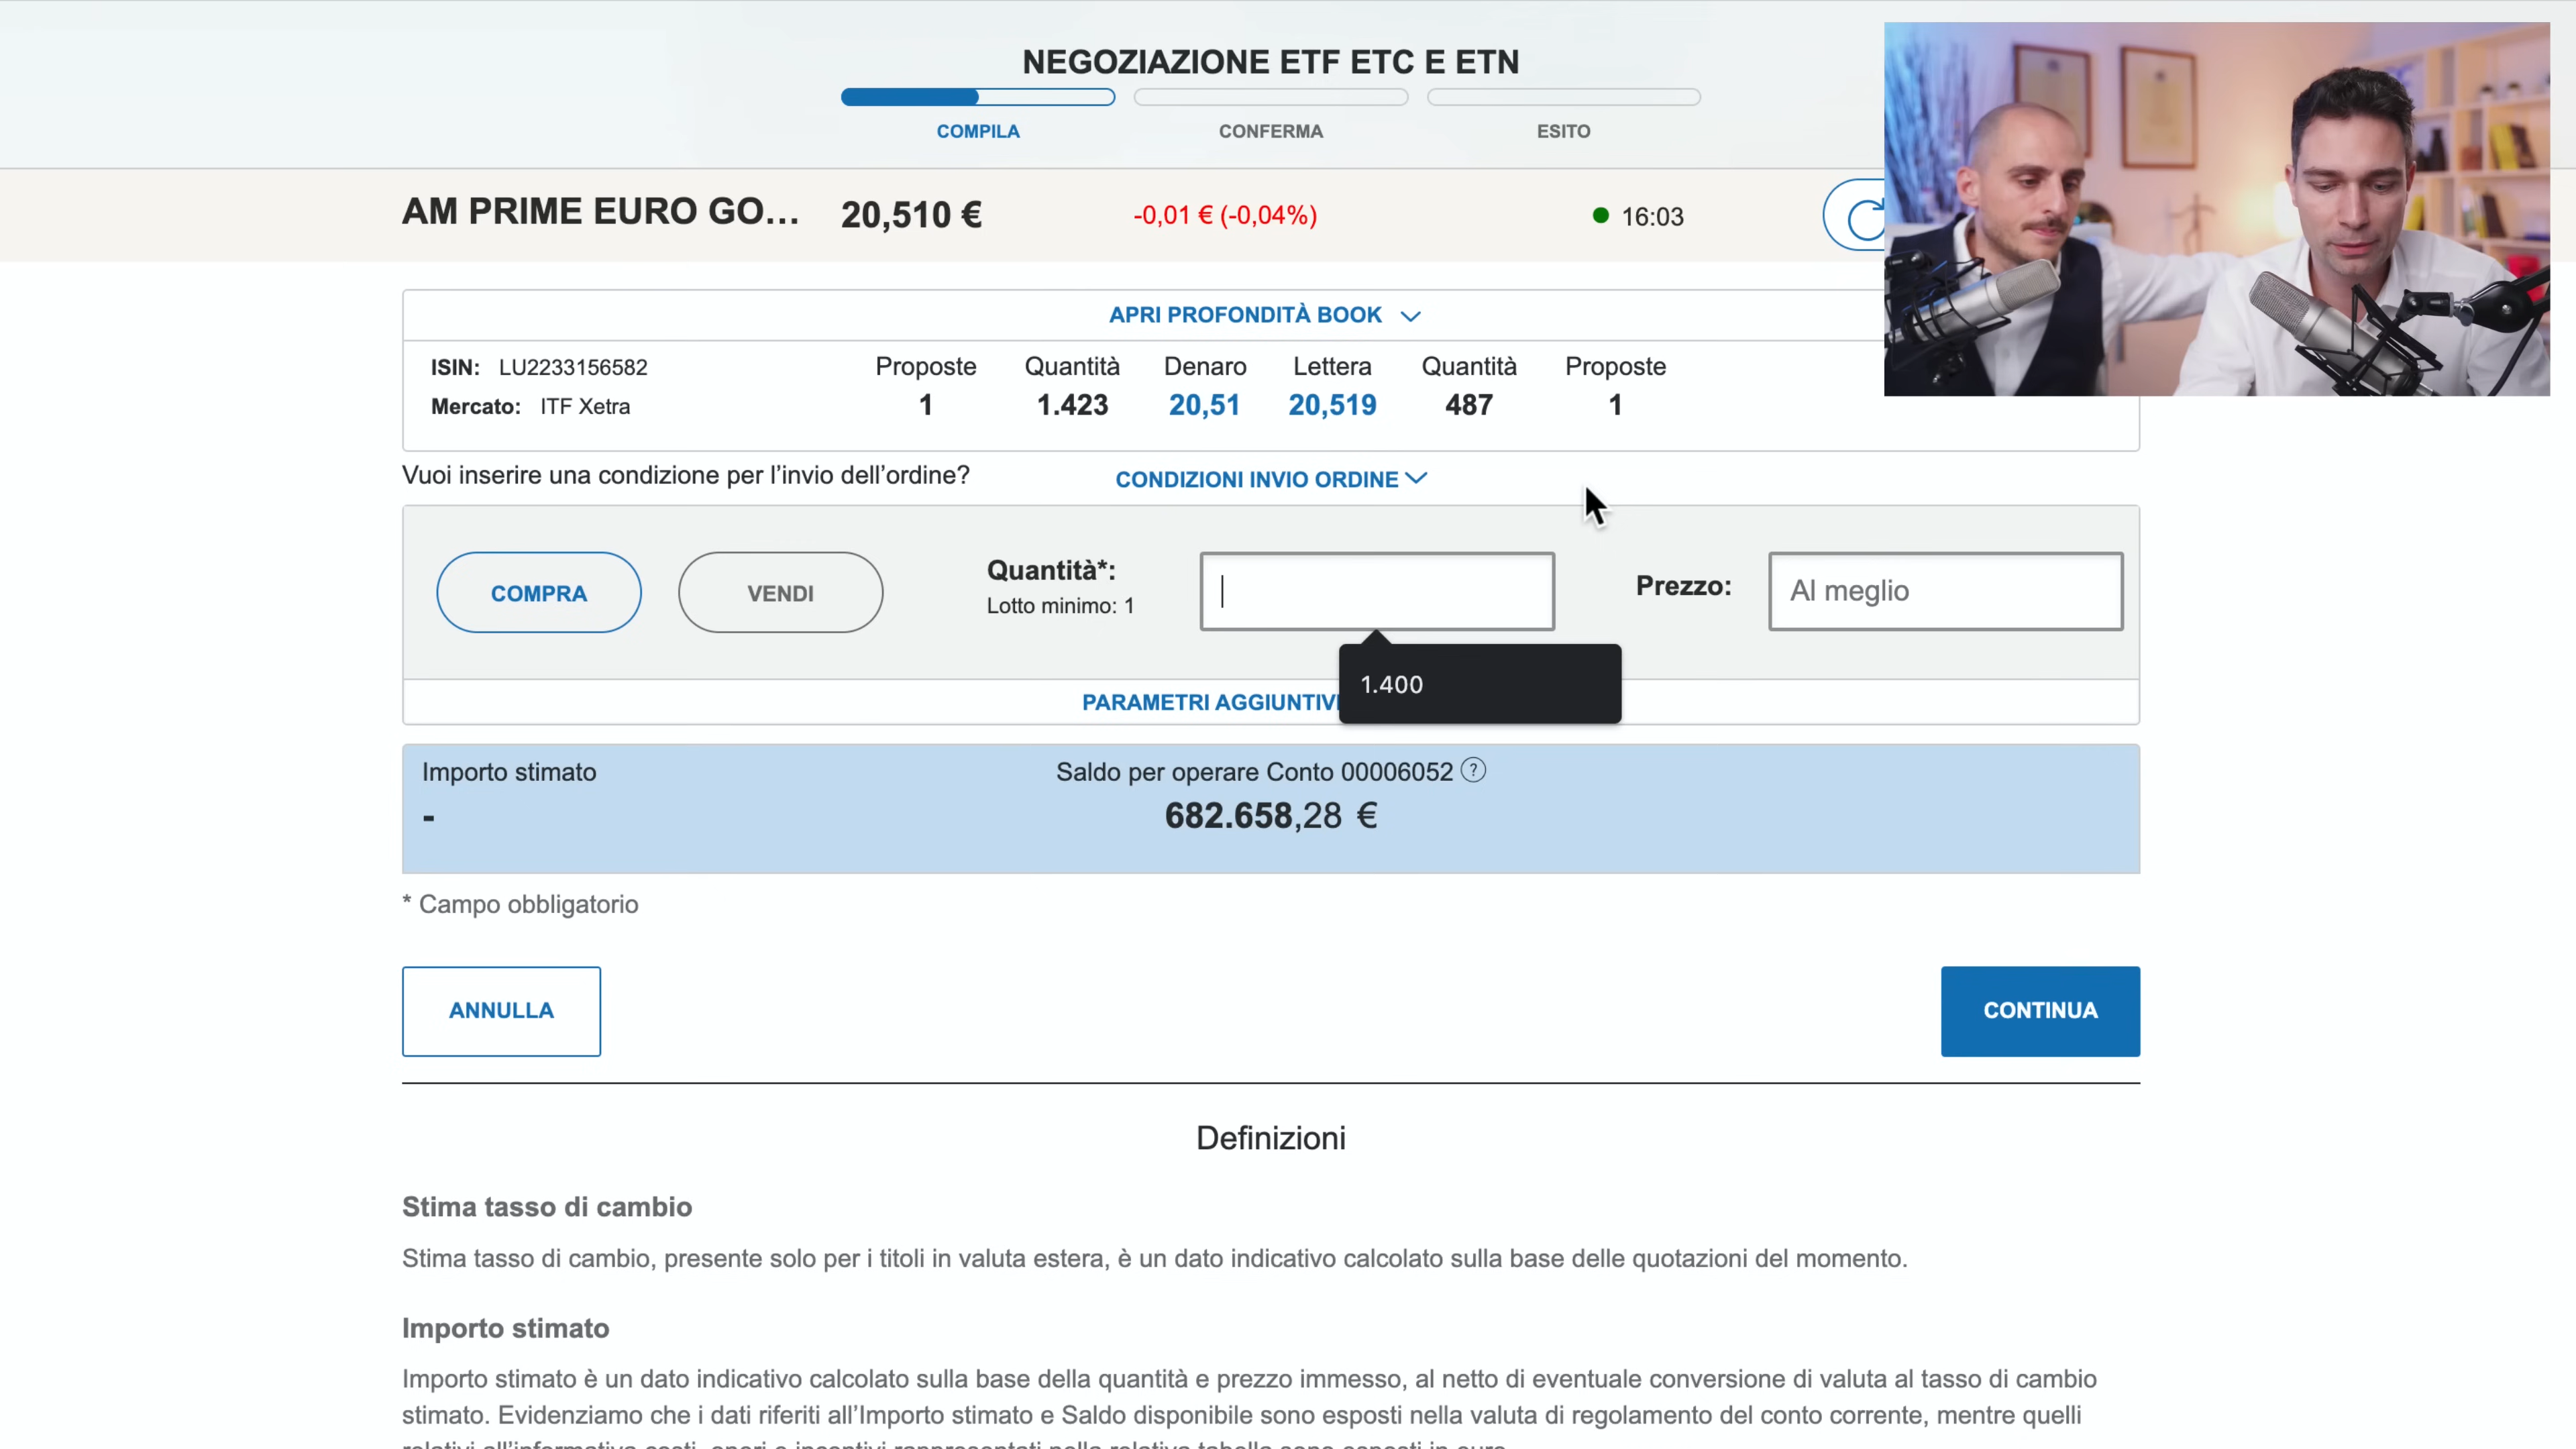 NEGOZIAZIONE ETF ETC E ETN
COMPILA CONFERMA ESITO
AM PRIME EURO GO... 20,510 € -0,01 € (-0,04%) 16:03
APRI PROFONDITÀ BOOK
ISIN: LU2233156582
Mercato: ITF Xetra
Proposte Quantità Denaro Lettera Quantità Proposte
1 1.423 20,51 20,519 487 1
Vuoi inserire una condizione per l'invio dell'ordine? CONDIZIONI INVIO ORDINE
COMPRA VENDI Quantità*: Prezzo: Al meglio
Lotto minimo: 1
1.400
PARAMETRI AGGIUNTIVI
Importo stimato Saldo per operare Conto 00006052 ?
- 682.658,28 €
* Campo obbligatorio
ANNULLA CONTINUA
Definizioni
Stima tasso di cambio
Stima tasso di cambio, presente solo per i titoli in valuta estera, è un dato indicativo calcolato sulla base delle quotazioni del momento.
Importo stimato
Importo stimato è un dato indicativo calcolato sulla base della quantità e prezzo immesso, al netto di eventuale conversione di valuta al tasso di cambio
stimato. Evidenziamo che i dati riferiti all'Importo stimato e Saldo disponibile sono esposti nella valuta di regolamento del conto corrente, mentre quelli